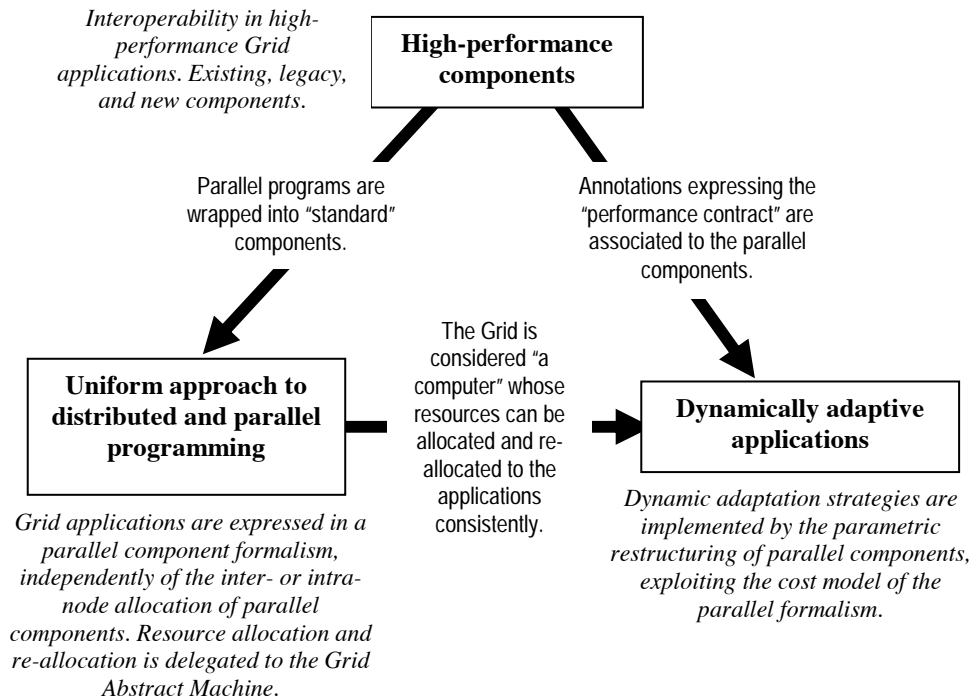 Interoperability in high-
performance Grid
applications. Existing, legacy,
and new components.
High-performance
components
Parallel programs are
wrapped into “standard”
components.
Annotations expressing the
“performance contract” are
associated to the parallel
components.
Uniform approach to
distributed and parallel
programming
The Grid is
considered “a
computer” whose
resources can be
allocated and re-
allocated to the
applications
consistently.
Dynamically adaptive
applications
Grid applications are expressed in a
parallel component formalism,
independently of the inter- or intra-
node allocation of parallel
components. Resource allocation and
re-allocation is delegated to the Grid
Abstract Machine.
Dynamic adaptation strategies are
implemented by the parametric
restructuring of parallel components,
exploiting the cost model of the
parallel formalism.